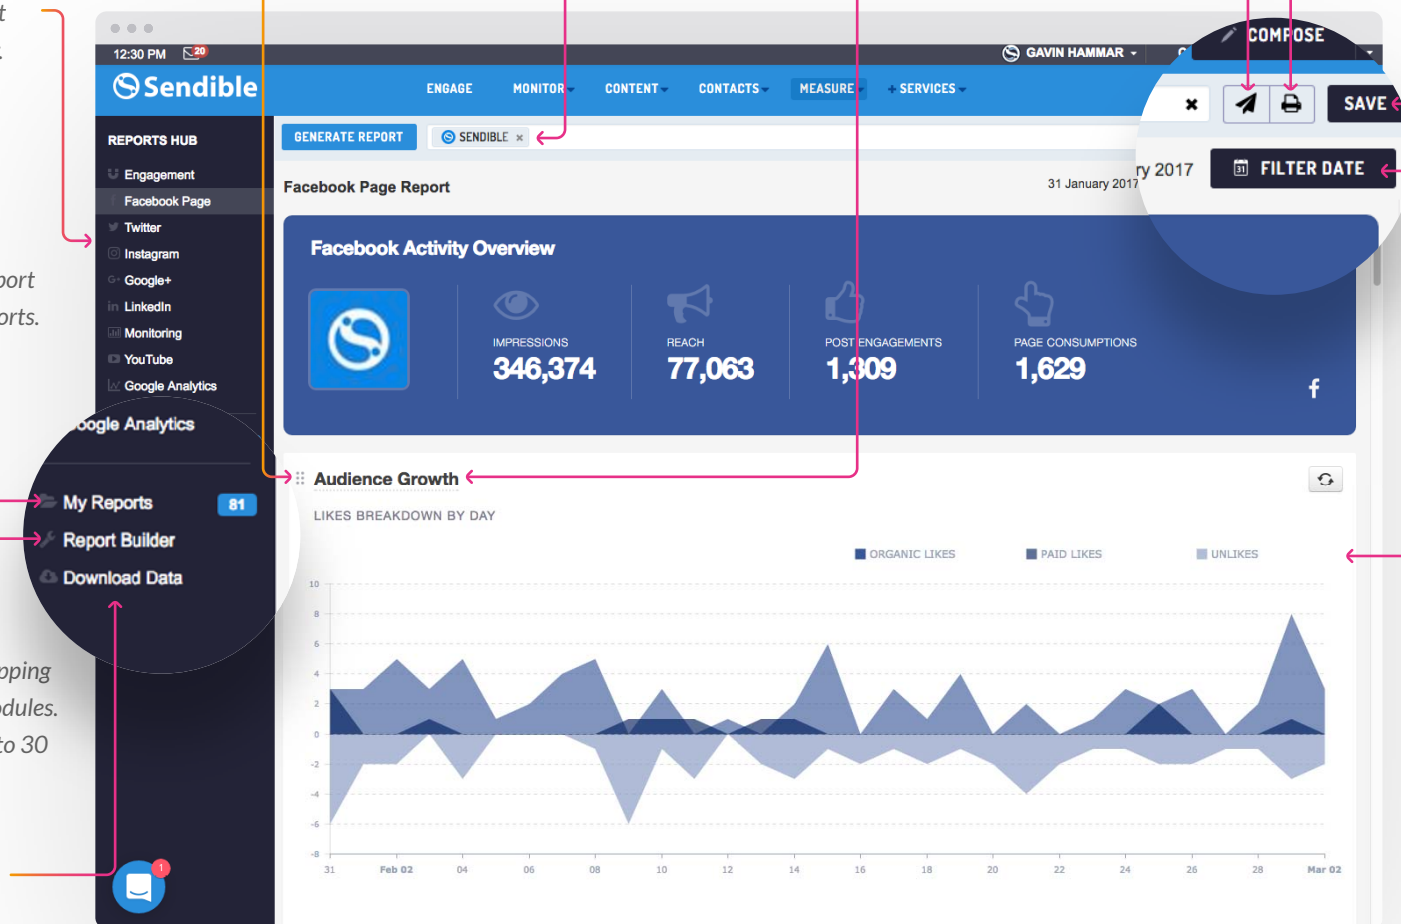 COMPOSE
12:30 PM
20
GAVIN HAMMAR
Sendible
ENGAGE
MONITOR
CONTENT
CONTACTS
MEASURE
+ SERVICES
SAVE
GENERATE REPORT
SENDIBLE
REPORTS HUB
Facebook Page Report
31 January 2017
2017
31
FILTER DATE
Engagement
Facebook Page
Twitter
Instagram
Google+
LinkedIn
Monitoring
YouTube
Google Analytics
Facebook Activity Overview
IMPRESSIONS
REACH
POST ENGAGEMENTS
PAGE CONSUMPTIONS
346,374
77,063
1,309
1,629
Analytics
My Reports
81
Report Builder
Download Data
orts.
to 30
Audience Growth
LIKES BREAKDOWN BY DAY
ORGANIC LIKES
PAID LIKES
UNLIKES
10
8
6
4
2
0
-2
-4
-6
-8
31
Feb 02
04
06
08
10
12
14
16
18
20
22
24
26
28
Mar 02
1